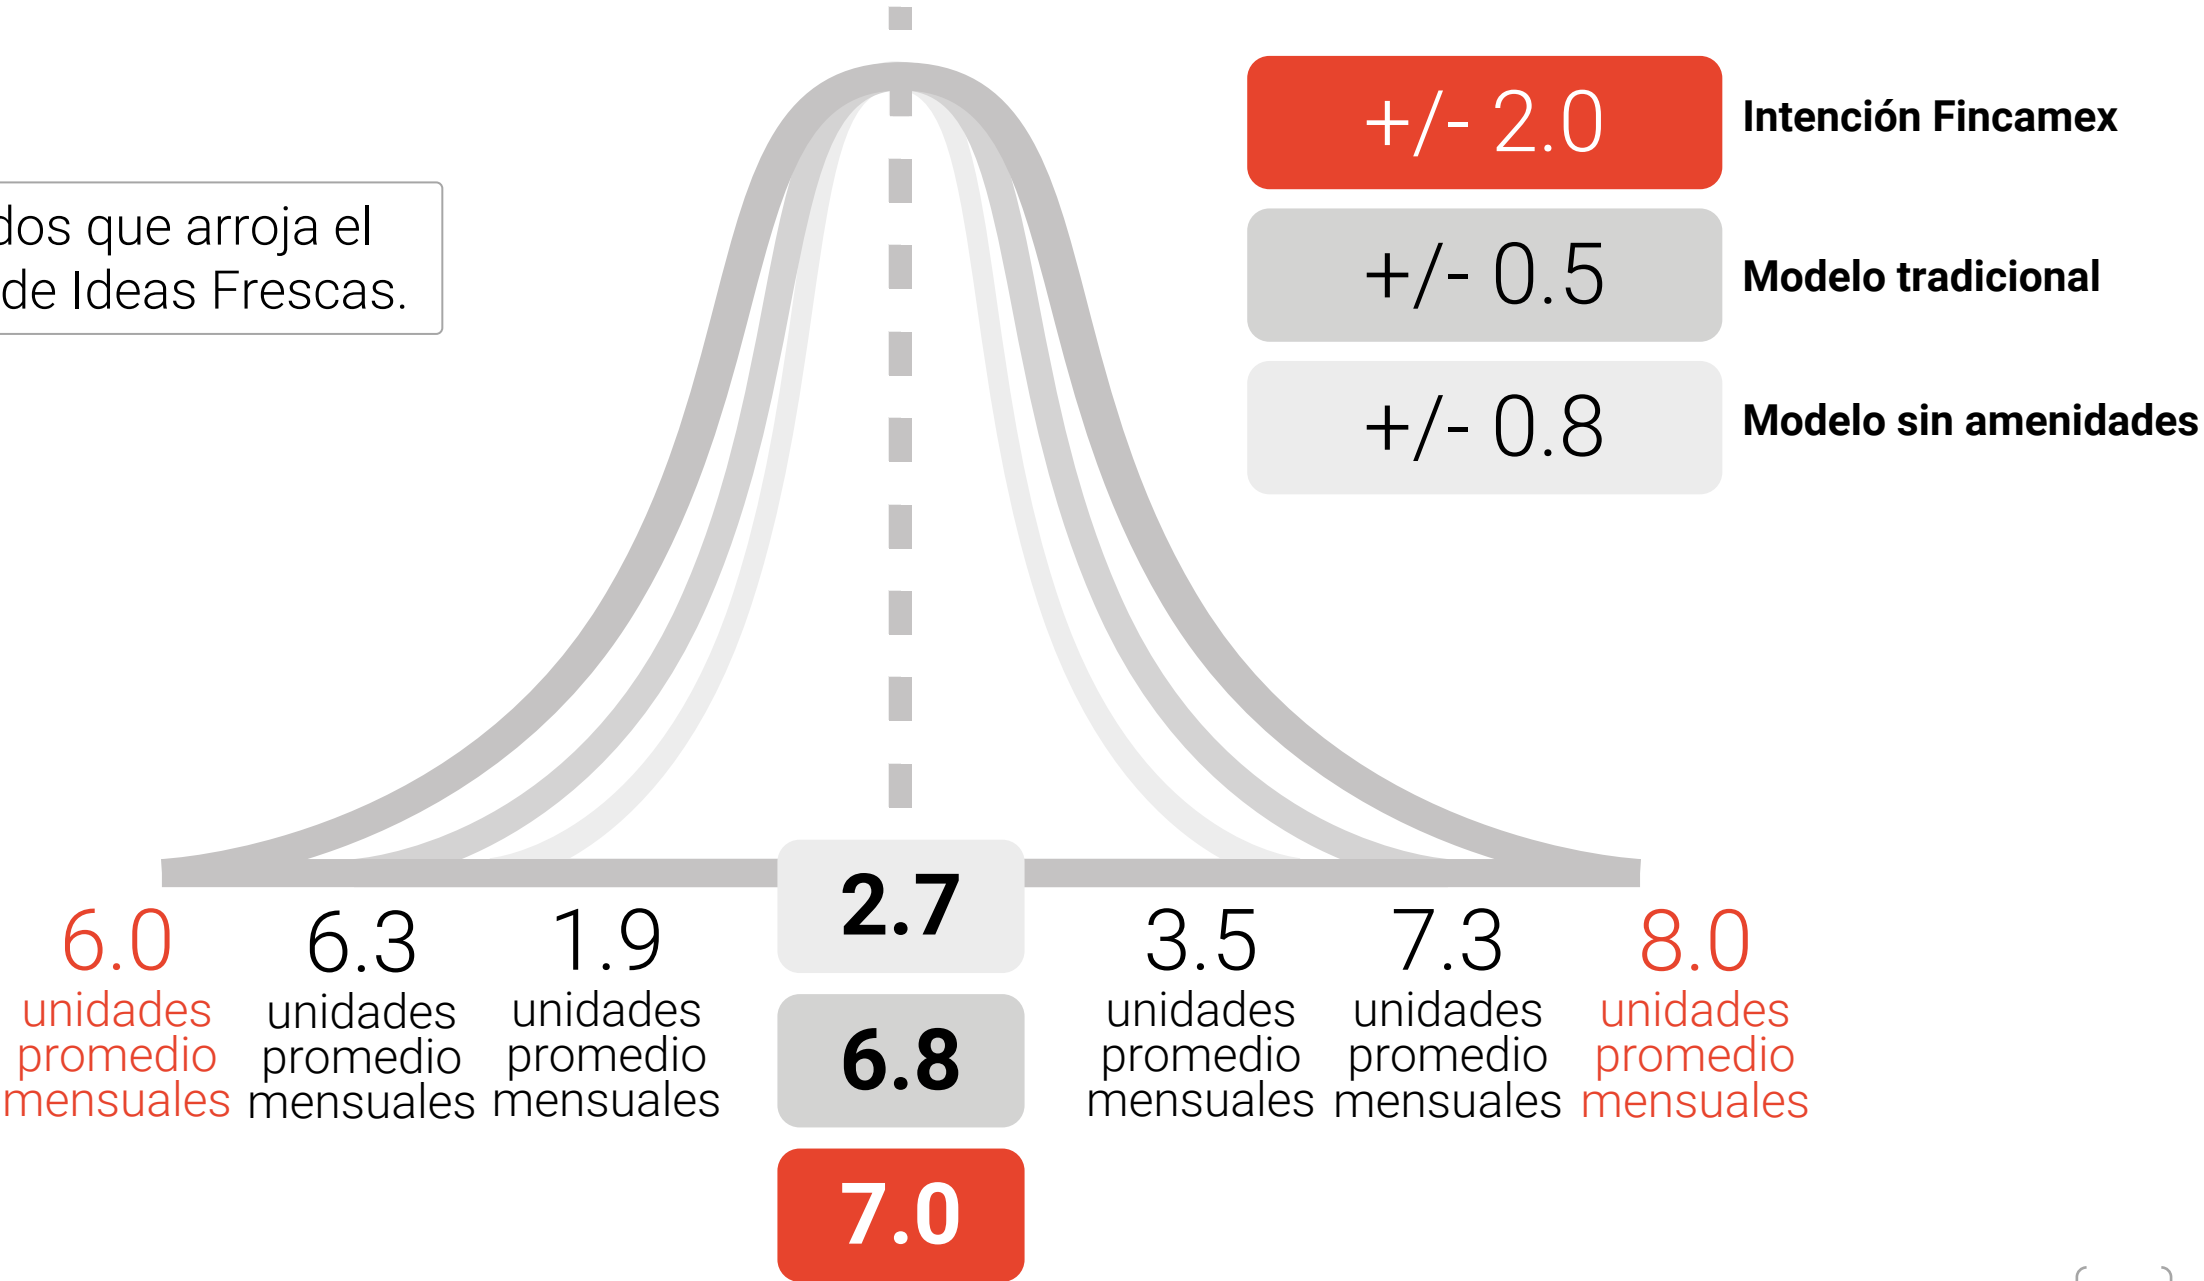 que arroja el
de Ideas Frescas.
+/- 2.0
Intención Fincamex
+/- 0.5
Modelo tradicional
+/- 0.8
Modelo sin amenidades
6.0
unidades
promedio
mensuales
6.3
unidades
promedio
mensuales
1.9
unidades
promedio
mensuales
2.7
6.8
7.0
3.5
unidades
promedio
mensuales
7.3
unidades
promedio
mensuales
8.0
unidades
promedio
mensuales